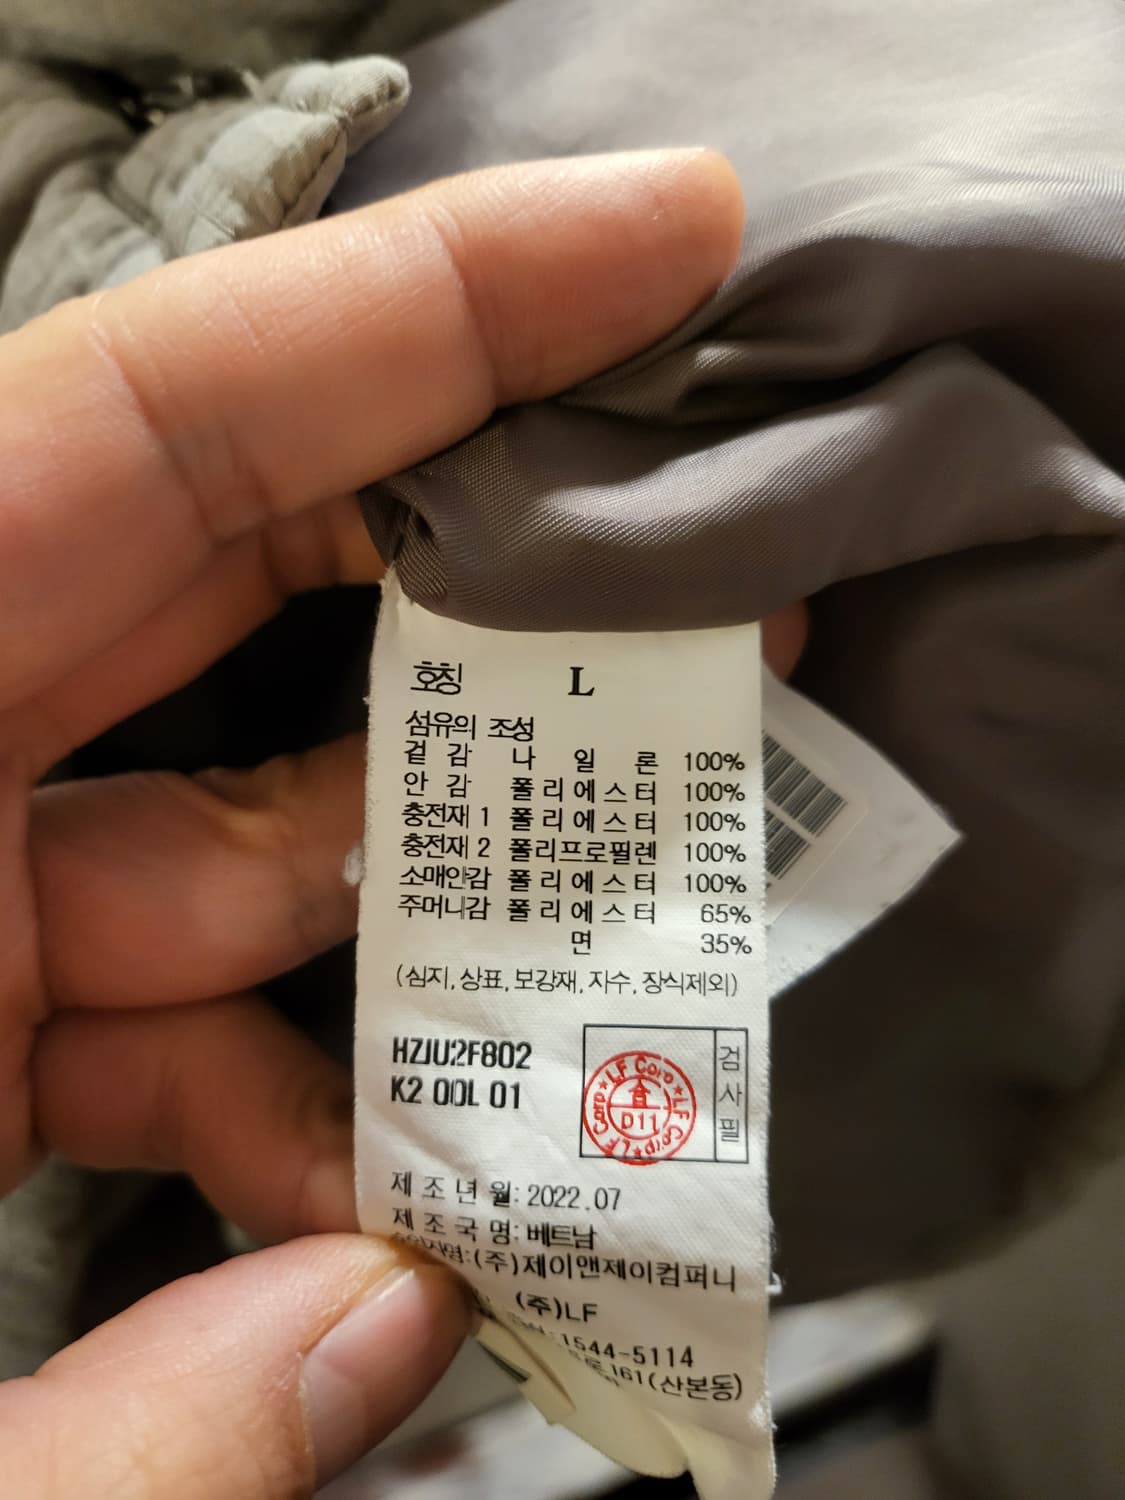 호칭 L
섬유의 조성
겉 감 나 일 론 100%
안 감 폴 리 에 스 터 100%
충전재 1 폴 리 에 스 터 100%
충전재 2 폴리프로필렌 100%
소매안감 폴 리 에 스 터 100%
주머니감 폴 리 에 스 터 65%
면 35%
(심지, 상표, 보강재, 자수, 장식제외)
HZJU2F802
K2 00L 01
LF Corp ★ LF Corp ★ LF Corp ★
合
D11
검사필
제 조 년 월: 2022.07
제 조 국 명: 베트남
(주)제이앤제이컴퍼니
(주)LF
1544-5114
161(산본동)